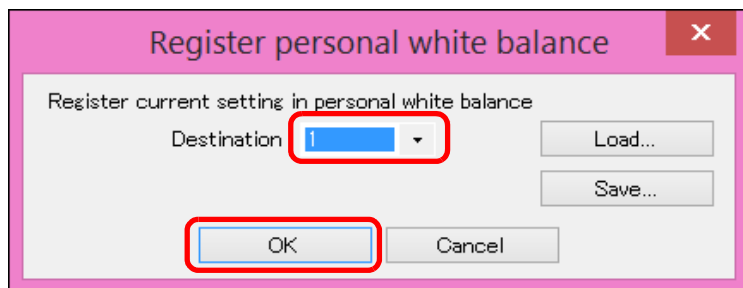 Register personal white balance
Register current setting in personal white balance
Destination 1 Load...
Save...
OK Cancel